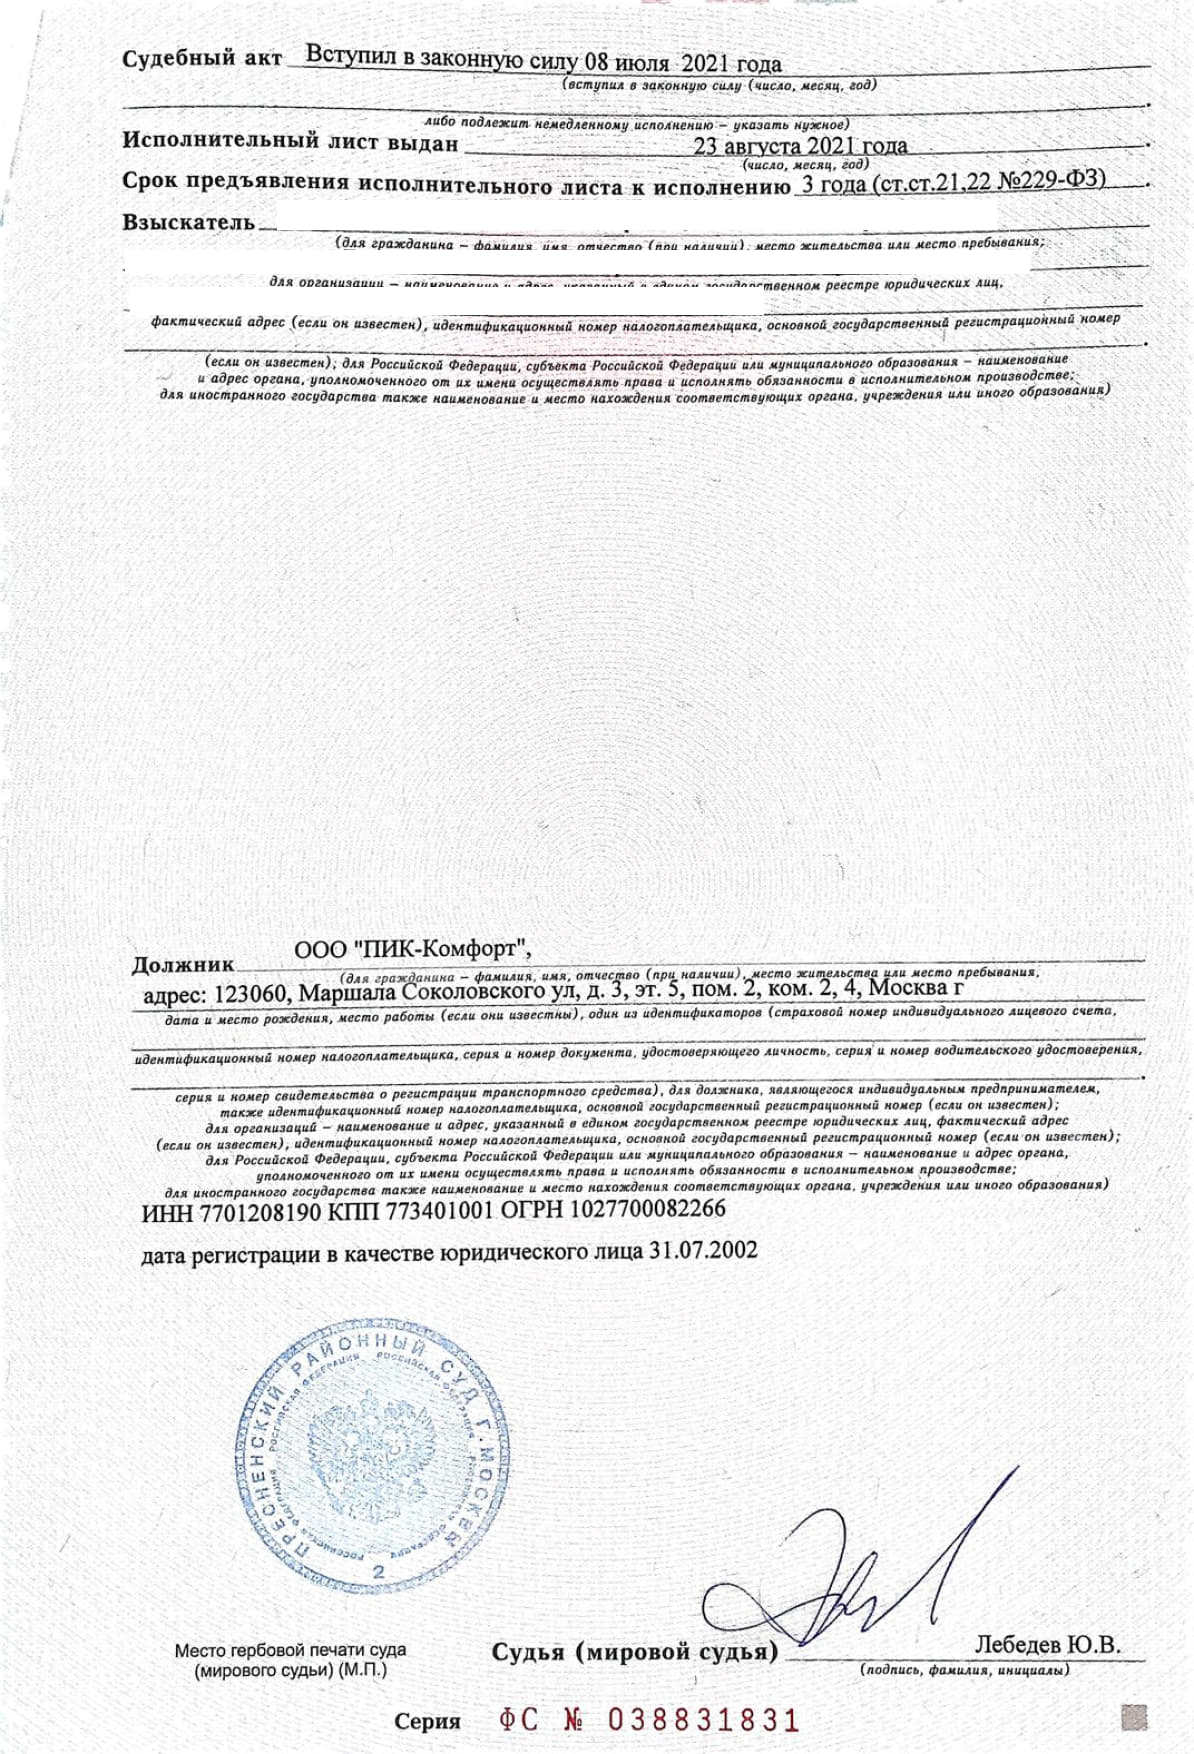 Судебный акт Вступил в законную силу 08 июля 2021 года
(вступил в законную силу (число, месяц, год)
либо подлежит немедленному исполнению – указать нужное)
Исполнительный лист выдан 23 августа 2021 года
(число, месяц, год)
Срок предъявления исполнительного листа к исполнению 3 года (ст.ст.21,22 №229-ФЗ)
Взыскатель
(для гражданина – фамилия, имя, отчество (при наличии), место жительства или место пребывания;
для организации – наименование и адрес, указанный в едином государственном реестре юридических лиц,
фактический адрес (если он известен), идентификационный номер налогоплательщика, основной государственный регистрационный номер
(если он известен); для Российской Федерации, субъекта Российской Федерации или муниципального образования – наименование
и адрес органа, уполномоченного от их имени осуществлять права и исполнять обязанности в исполнительном производстве;
для иностранного государства также наименование и место нахождения соответствующих органа, учреждения или иного образования)
Должник ООО "ПИК-Комфорт",
(для гражданина – фамилия, имя, отчество (при наличии), место жительства или место пребывания,
адрес: 123060, Маршала Соколовского ул, д. 3, эт. 5, пом. 2, ком. 2, 4, Москва г
дата и место рождения, место работы (если они известны), один из идентификаторов (страховой номер индивидуального лицевого счета,
идентификационный номер налогоплательщика, серия и номер документа, удостоверяющего личность, серия и номер водительского удостоверения,
серия и номер свидетельства о регистрации транспортного средства), для должника, являющегося индивидуальным предпринимателем,
также идентификационный номер налогоплательщика, основной государственный регистрационный номер (если он известен);
для организаций – наименование и адрес, указанный в едином государственном реестре юридических лиц, фактический адрес
(если он известен), идентификационный номер налогоплательщика, основной государственный регистрационный номер (если он известен);
для Российской Федерации, субъекта Российской Федерации или муниципального образования – наименование и адрес органа,
уполномоченного от их имени осуществлять права и исполнять обязанности в исполнительном производстве;
для иностранного государства также наименование и место нахождения соответствующих органа, учреждения или иного образования)
ИНН 7701208190 КПП 773401001 ОГРН 1027700082266
дата регистрации в качестве юридического лица 31.07.2002
ПРЕСНЕНСКИЙ РАЙОННЫЙ СУД Г. МОСКВЫ
РОССИЙСКАЯ ФЕДЕРАЦИЯ РОССИЙСКАЯ ФЕДЕРАЦИЯ РОССИЙСКАЯ ФЕДЕРАЦИЯ
2
Место гербовой печати суда
(мирового судьи) (М.П.)
Судья (мировой судья) Лебедев Ю.В.
(подпись, фамилия, инициалы)
Серия ФС № 038831831